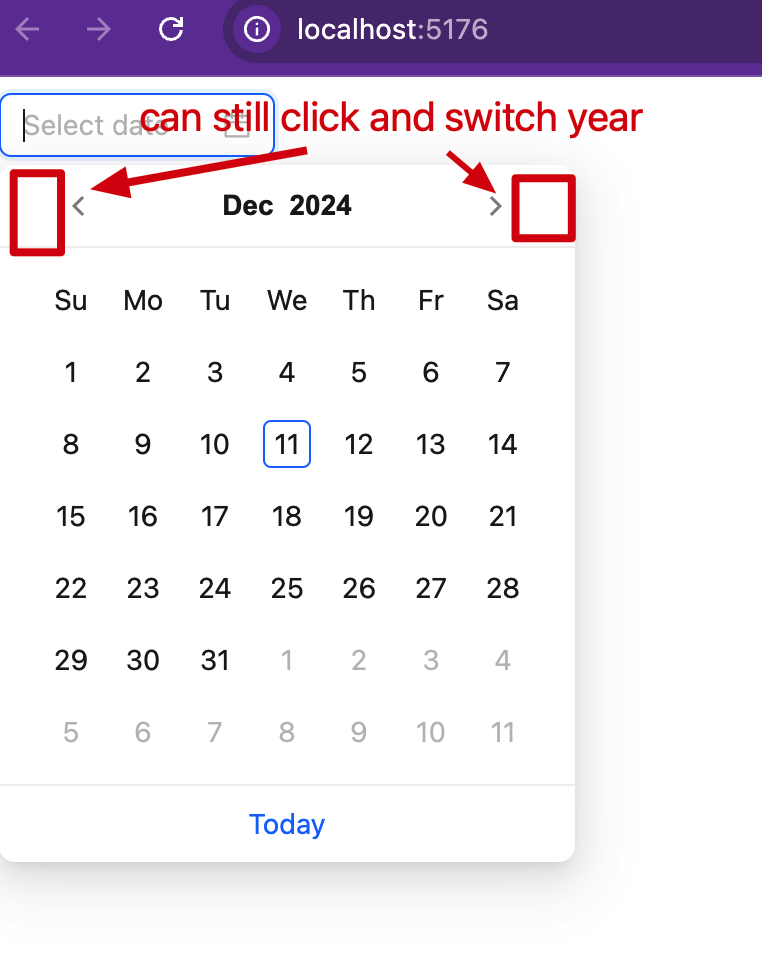 localhost:5176
Select date
can still click and switch year
Dec 2024
Su Mo Tu We Th Fr Sa
1 2 3 4 5 6 7
8 9 10 11 12 13 14
15 16 17 18 19 20 21
22 23 24 25 26 27 28
29 30 31 1 2 3 4
5 6 7 8 9 10 11
Today